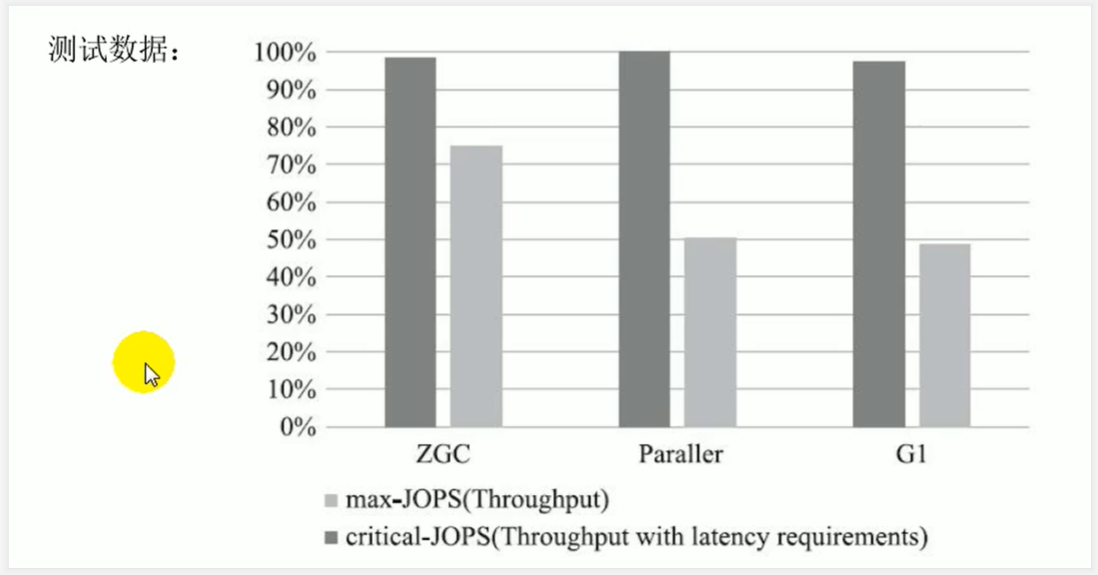 测试数据：
100%
90%
80%
70%
60%
50%
40%
30%
20%
10%
0%
ZGC Paraller G1
max-JOPS(Throughput)
critical-JOPS(Throughput with latency requirements)